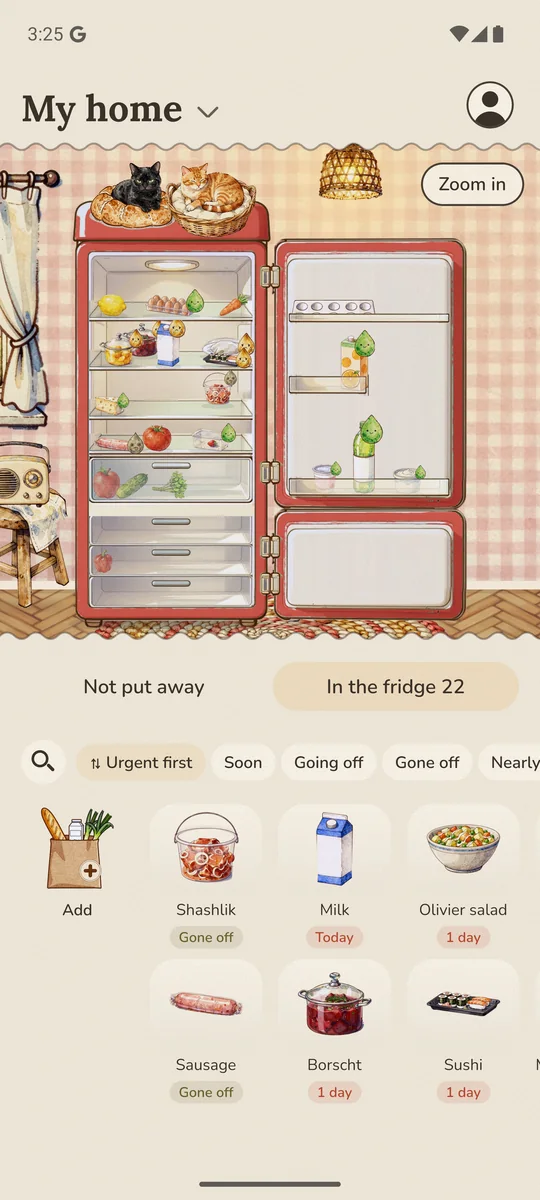 3:25 G
My home
Zoom in
Not put away
In the fridge 22
Urgent first
Soon
Going off
Gone off
Nearly
Add
Shashlik
Milk
Olivier salad
Gone off
Today
1 day
Sausage
Borscht
Sushi
Gone off
1 day
1 day